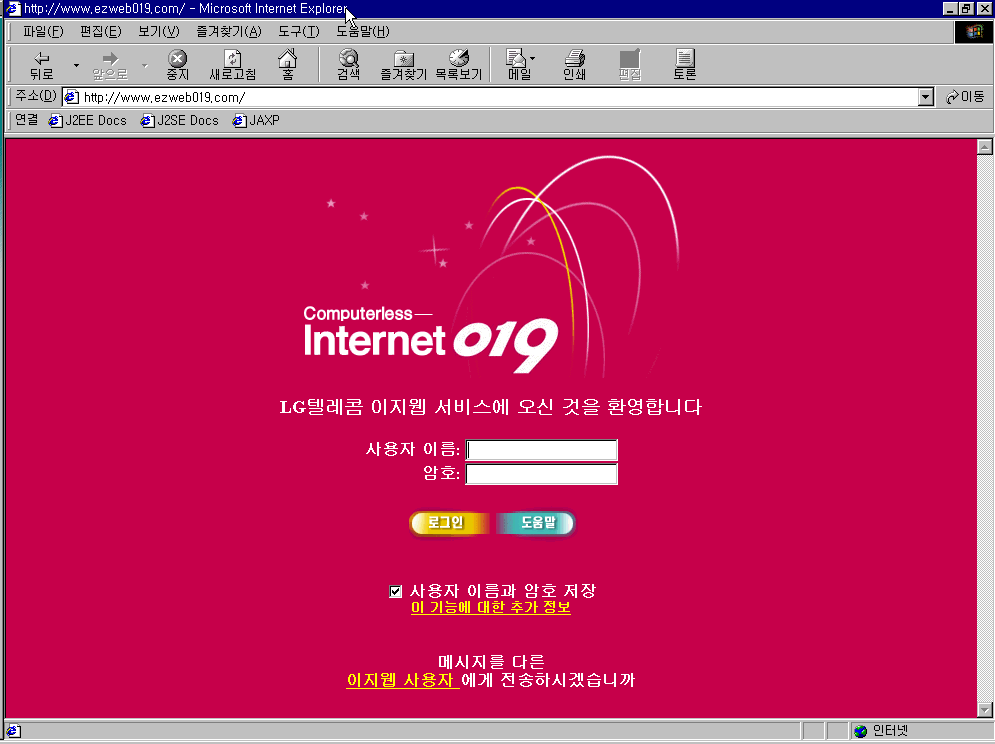 http://www.ezweb019.com/ - Microsoft Internet Explorer
파일(F) 편집(E) 보기(V) 즐겨찾기(A) 도구(T) 도움말(H)
뒤로 앞으로 중지 새로고침 홈 검색 즐겨찾기 목록보기 메일 인쇄 편집 토론
주소(D) http://www.ezweb019.com/ 이동
연결 J2EE Docs J2SE Docs JAXP
Computerless
Internet 019
LG텔레콤 이지웹 서비스에 오신 것을 환영합니다
사용자 이름:
암호:
로그인 도움말
사용자 이름과 암호 저장
이 기능에 대한 추가 정보
메시지를 다른
이지웹 사용자 에게 전송하시겠습니까
인터넷